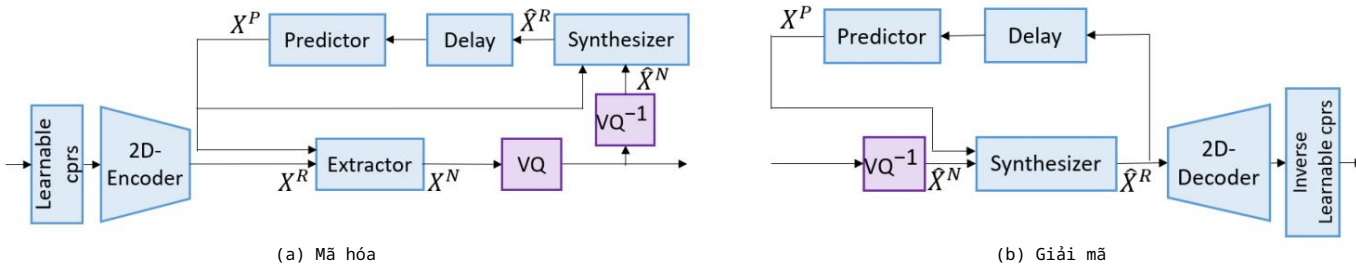 X^P
Predictor
Delay
X̂^R
Synthesizer
X̂^N
VQ⁻¹
Learnable
cprs
2D-
Encoder
X^R
Extractor
X^N
VQ
(a) Mã hóa
X^P
Predictor
Delay
VQ⁻¹
X̂^N
Synthesizer
X̂^R
2D-
Decoder
Inverse
Learnable cprs
(b) Giải mã